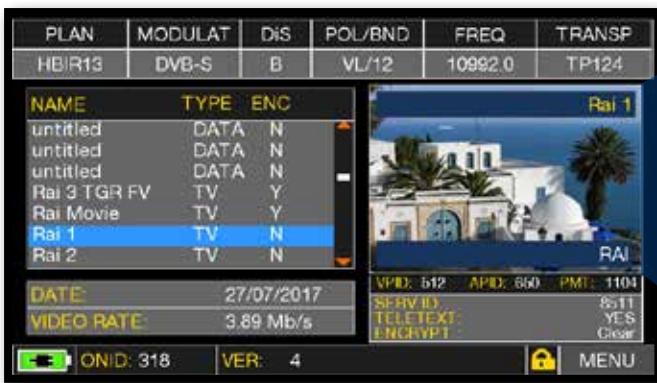 PLAN MODULAT DiS POL/BND FREQ TRANSP
HBIR13 DVB-S B VL/12 10992.0 TP124
NAME TYPE ENC
untitled DATA N
untitled DATA N
untitled DATA N
Rai 3 TGR FV TV Y
Rai Movie TV Y
Rai 1 TV N
Rai 2 TV N
DATE: 27/07/2017
VIDEO RATE: 3.89 Mb/s
Rai 1
RAI
VPID: 512 APID: 650 PMT: 1104
SERV ID: 8511
TELETEXT: YES
ENCRYPT: Clear
ONID: 318 VER: 4 MENU